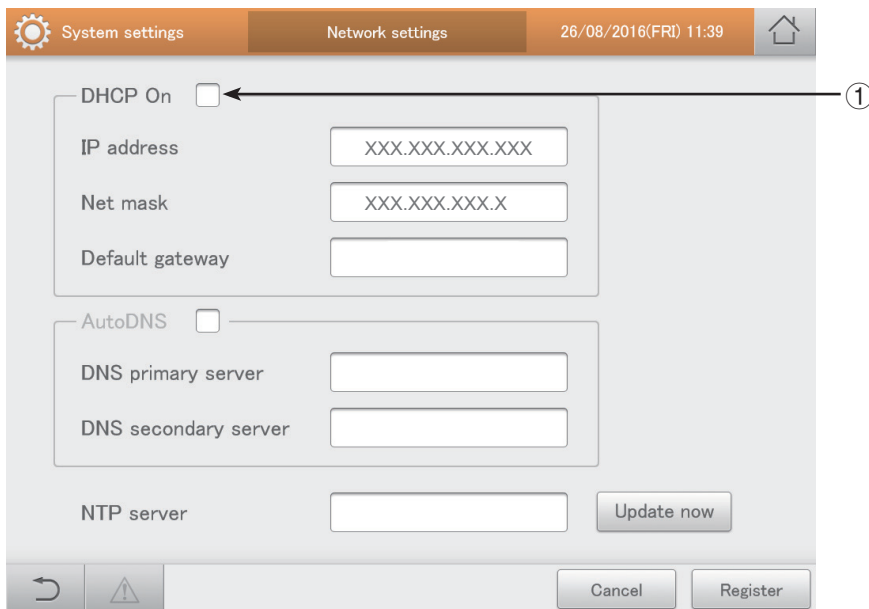 System settings Network settings 26/08/2016(FRI) 11:39
DHCP On
①
IP address XXX.XXX.XXX.XXX
Net mask XXX.XXX.XXX.X
Default gateway
AutoDNS
DNS primary server
DNS secondary server
NTP server Update now
Cancel Register